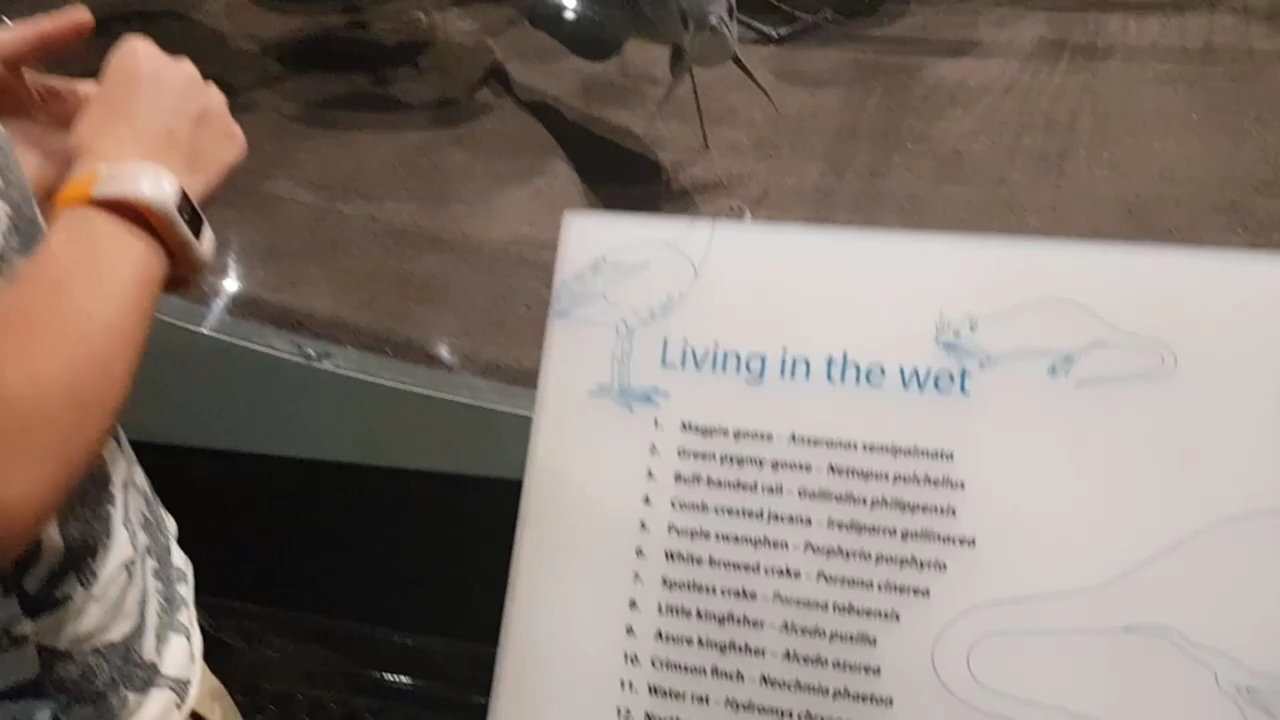 Living in the wet
1. Magpie goose – Anseranas semipalmata
2. Green pygmy-goose – Nettapus pulchellus
3. Buff-banded rail – Gallirallus philippensis
4. Comb-crested jacana – Irediparra gallinacea
5. Purple swamphen – Porphyrio porphyrio
6. White-browed crake – Porzana cinerea
7. Spotless crake – Porzana tabuensis
8. Little kingfisher – Alcedo pusilla
9. Azure kingfisher – Alcedo azurea
10. Crimson finch – Neochmia phaeton
11. Water rat – Hydromys
12.